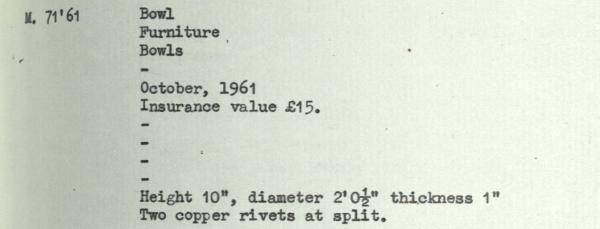 M. 71'61 Bowl
Furniture
Bowls
-
October, 1961
Insurance value £15.
-
-
-
-
Height 10", diameter 2'0½" thickness 1"
Two copper rivets at split.